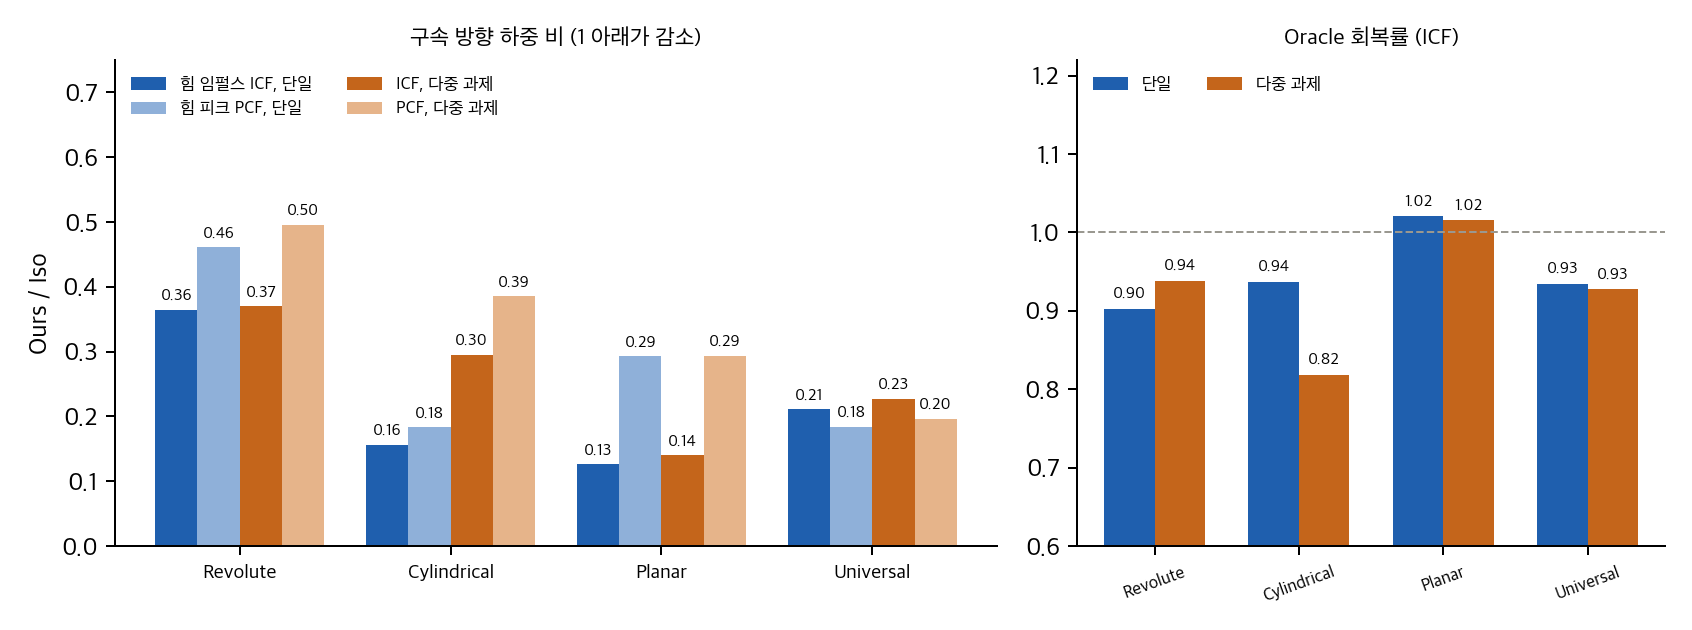 구속 방향 하중 비 (1 아래가 감소)
힘 임펄스 ICF, 단일
힘 피크 PCF, 단일
ICF, 다중 과제
PCF, 다중 과제
Ours / Iso
0.7
0.6
0.5
0.4
0.3
0.2
0.1
0.0
0.36
0.46
0.37
0.50
0.16
0.18
0.30
0.39
0.13
0.29
0.14
0.29
0.21
0.18
0.23
0.20
Revolute
Cylindrical
Planar
Universal
Oracle 회복률 (ICF)
단일
다중 과제
1.2
1.1
1.0
0.9
0.8
0.7
0.6
0.90
0.94
0.94
0.82
1.02
1.02
0.93
0.93
Revolute
Cylindrical
Planar
Universal